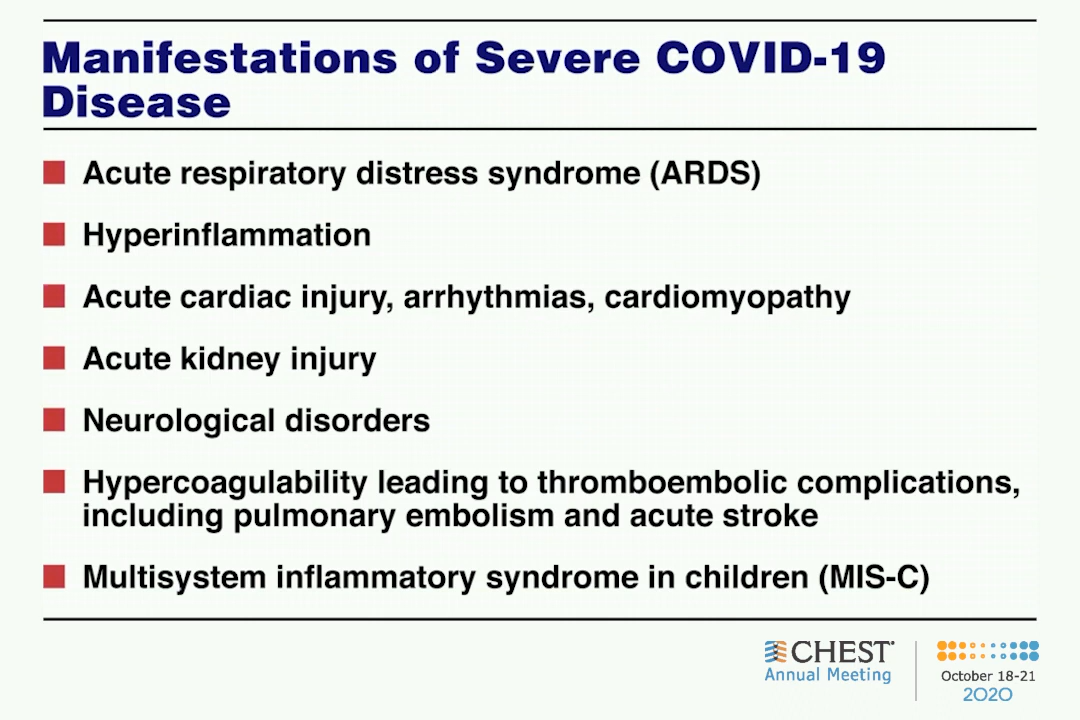 Manifestations of Severe COVID-19
Disease
Acute respiratory distress syndrome (ARDS)
Hyperinflammation
Acute cardiac injury, arrhythmias, cardiomyopathy
Acute kidney injury
Neurological disorders
Hypercoagulability leading to thromboembolic complications,
including pulmonary embolism and acute stroke
Multisystem inflammatory syndrome in children (MIS-C)
CHEST
Annual Meeting
October 18-21
2020